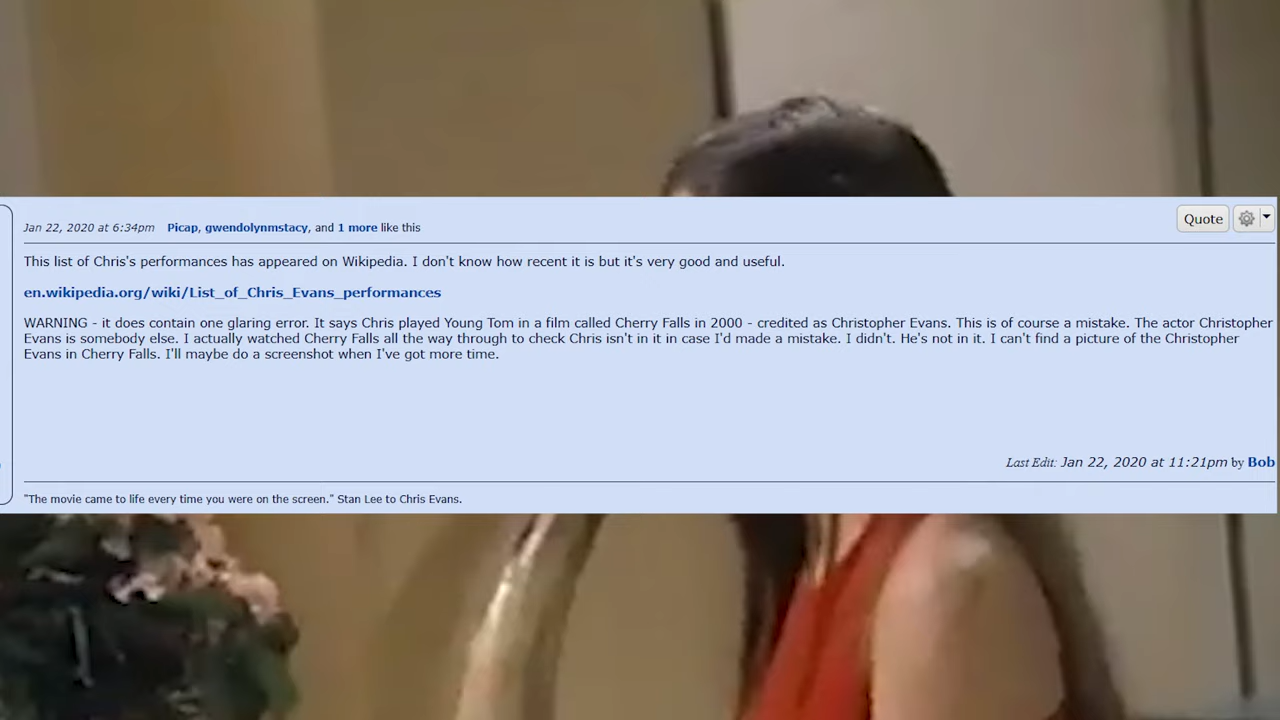 Jan 22, 2020 at 6:34pm Picap, gwendolynmstacy, and 1 more like this
Quote
This list of Chris's performances has appeared on Wikipedia. I don't know how recent it is but it's very good and useful.
en.wikipedia.org/wiki/List_of_Chris_Evans_performances
WARNING - it does contain one glaring error. It says Chris played Young Tom in a film called Cherry Falls in 2000 - credited as Christopher Evans. This is of course a mistake. The actor Christopher
Evans is somebody else. I actually watched Cherry Falls all the way through to check Chris isn't in it in case I'd made a mistake. I didn't. He's not in it. I can't find a picture of the Christopher
Evans in Cherry Falls. I'll maybe do a screenshot when I've got more time.
Last Edit: Jan 22, 2020 at 11:21pm by Bob
"The movie came to life every time you were on the screen." Stan Lee to Chris Evans.